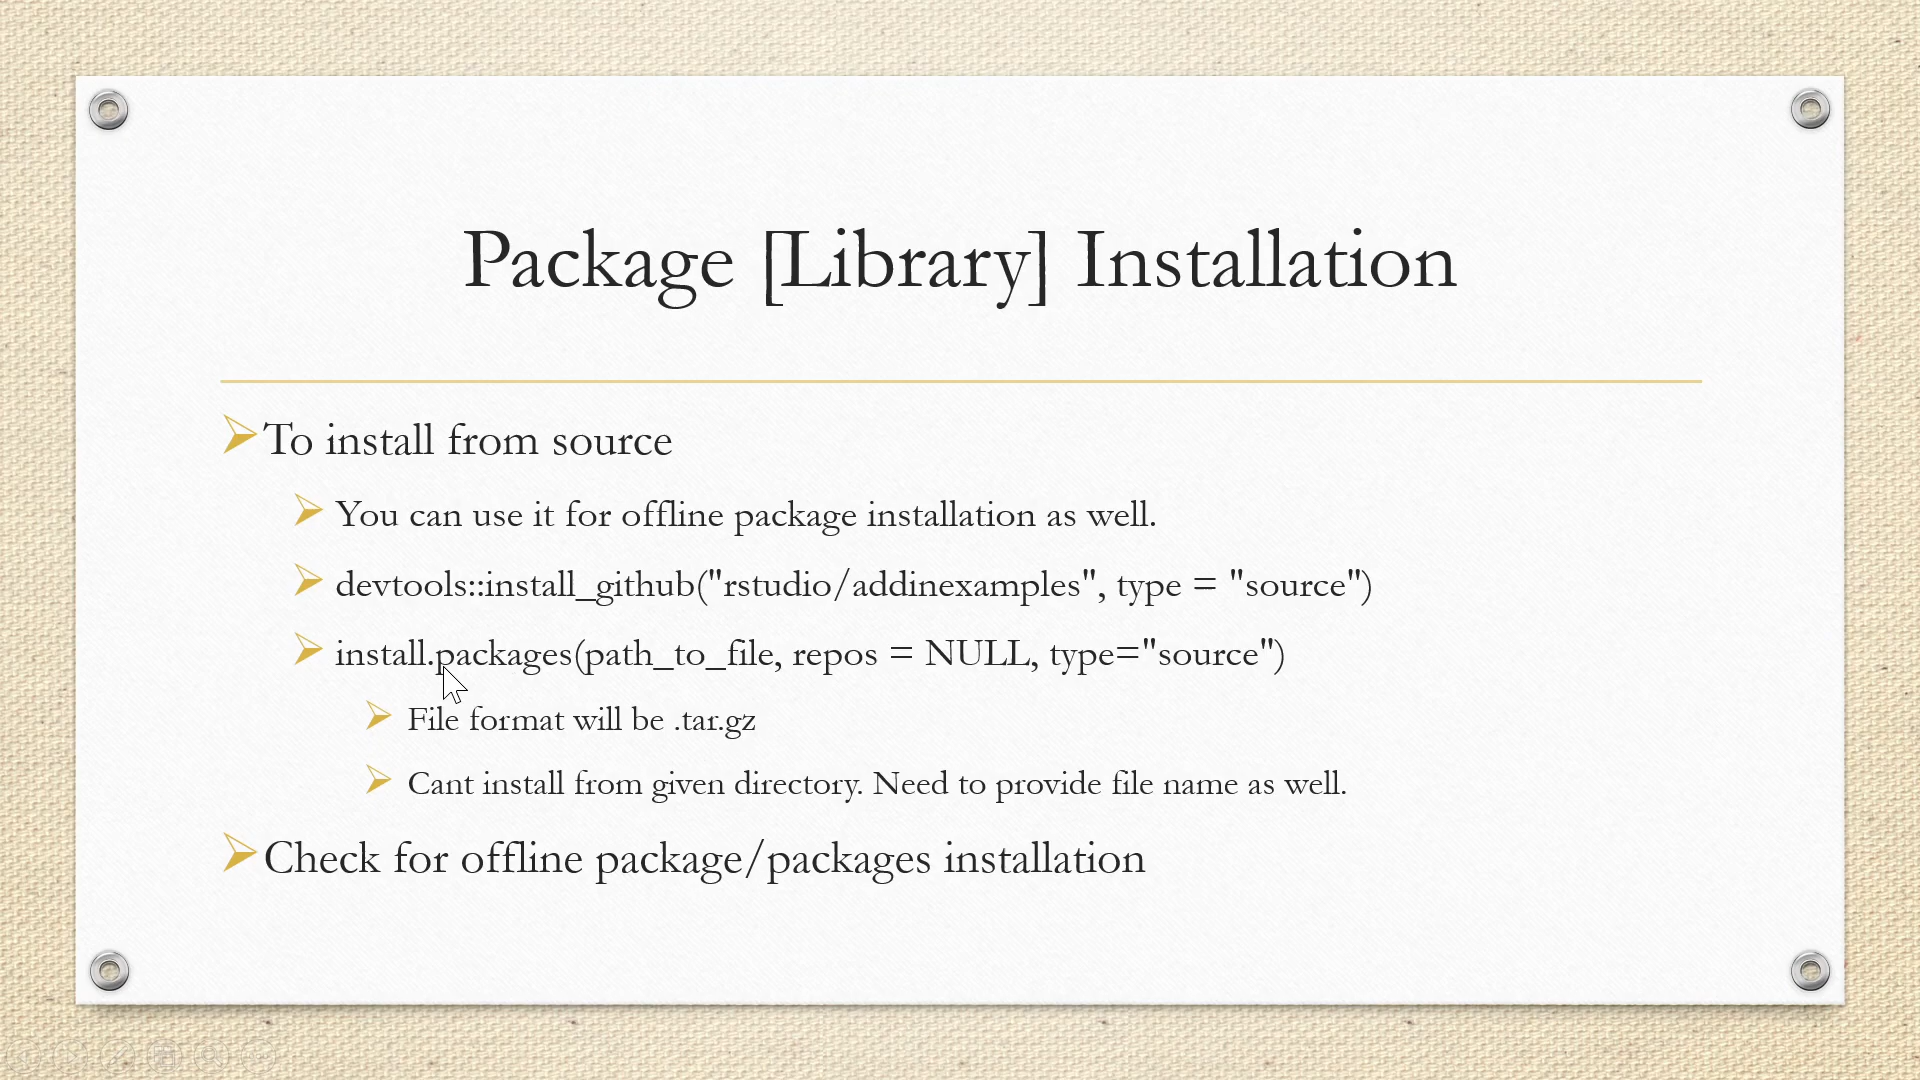 Package [Library] Installation
To install from source
You can use it for offline package installation as well.
devtools::install_github("rstudio/addinexamples", type = "source")
install.packages(path_to_file, repos = NULL, type="source")
File format will be .tar.gz
Cant install from given directory. Need to provide file name as well.
Check for offline package/packages installation